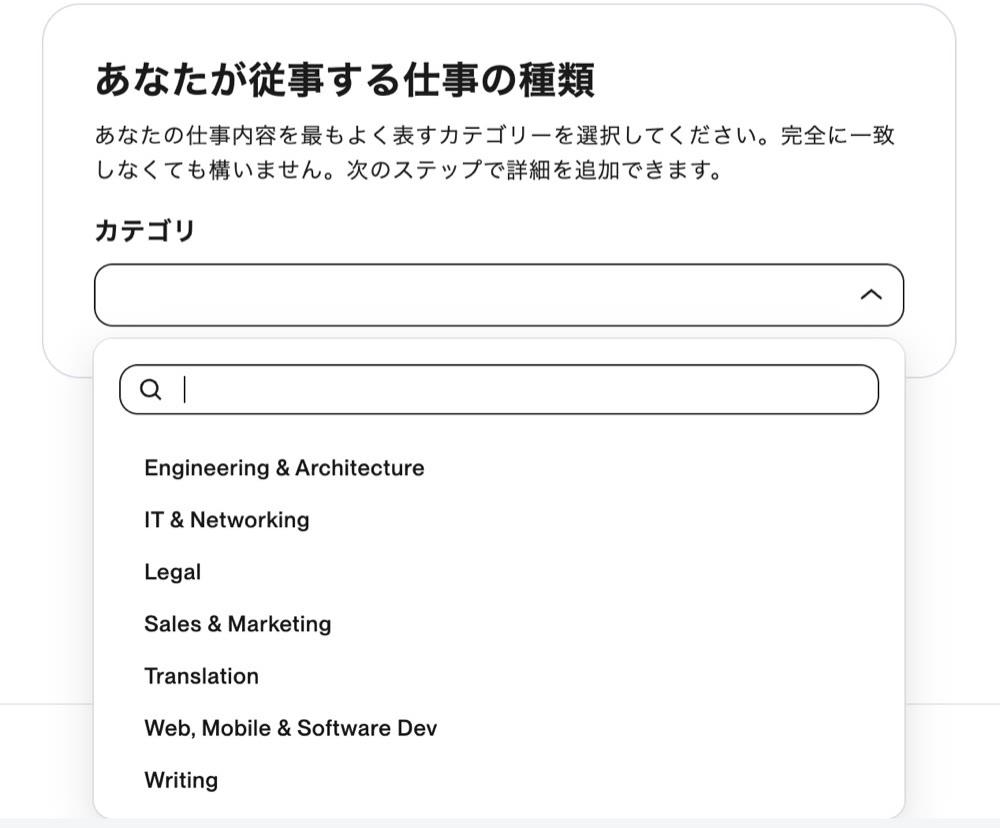 あなたが従事する仕事の種類
あなたの仕事内容を最もよく表すカテゴリーを選択してください。完全に一致
しなくても構いません。次のステップで詳細を追加できます。
カテゴリ
Engineering & Architecture
IT & Networking
Legal
Sales & Marketing
Translation
Web, Mobile & Software Dev
Writing